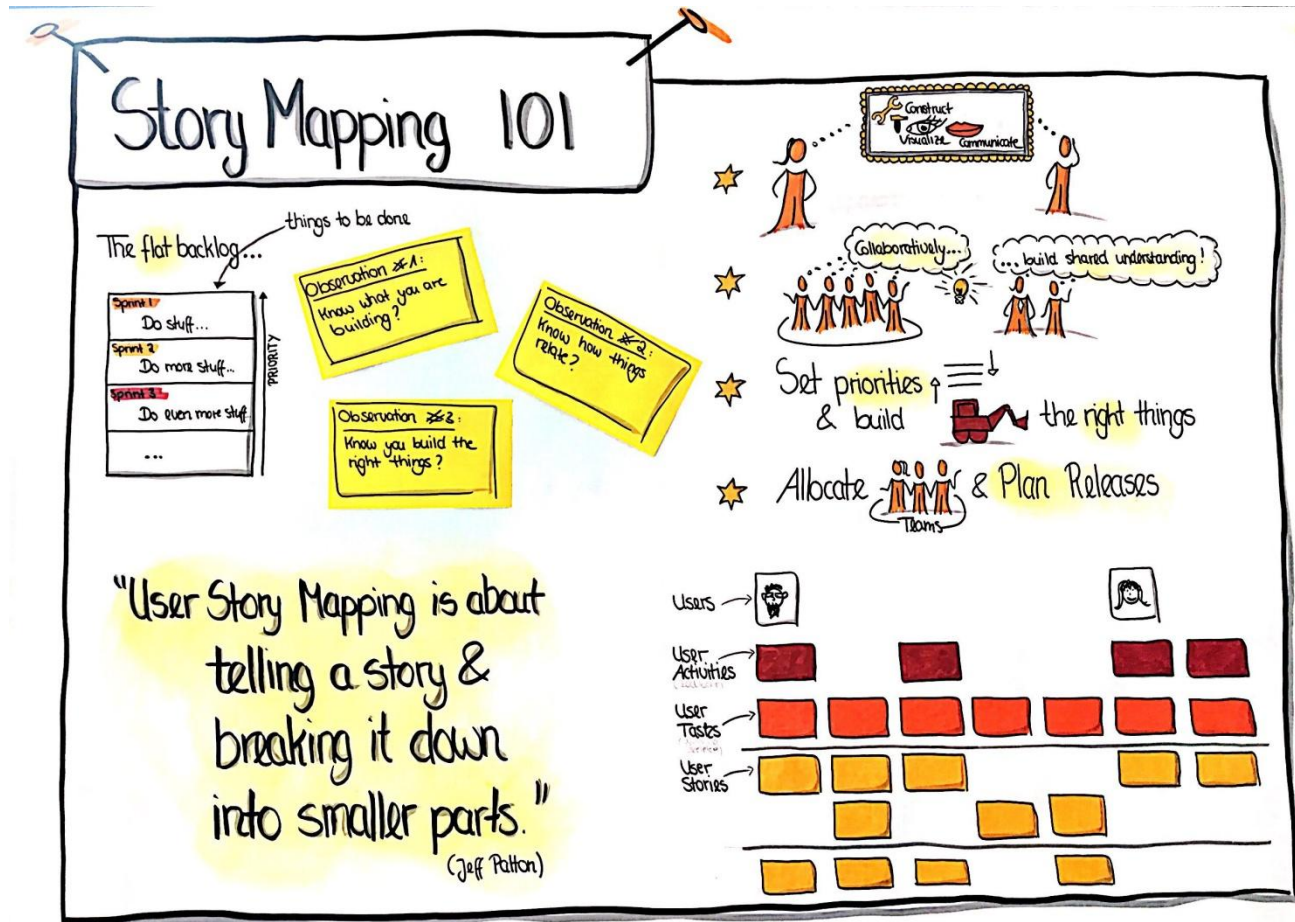 Story Mapping 101
things to be done
The flat backlog...
Sprint 1
Do stuff...
Sprint 2
Do more stuff...
Sprint 3
Do even more stuff
...
PRIORITY
Observation #1:
Know what you are
building?
Observation #2:
Know how things
relate?
Observation #3:
Know you build the
right things?
"User Story Mapping is about
telling a story &
breaking it down
into smaller parts."
(Jeff Patton)
Construct
Visualize
Communicate
Collaboratively...
... build shared understanding!
Set priorities
& build the right things
Allocate & Plan Releases
Teams
Users
User
Activities
User
Tasks
User
Stories